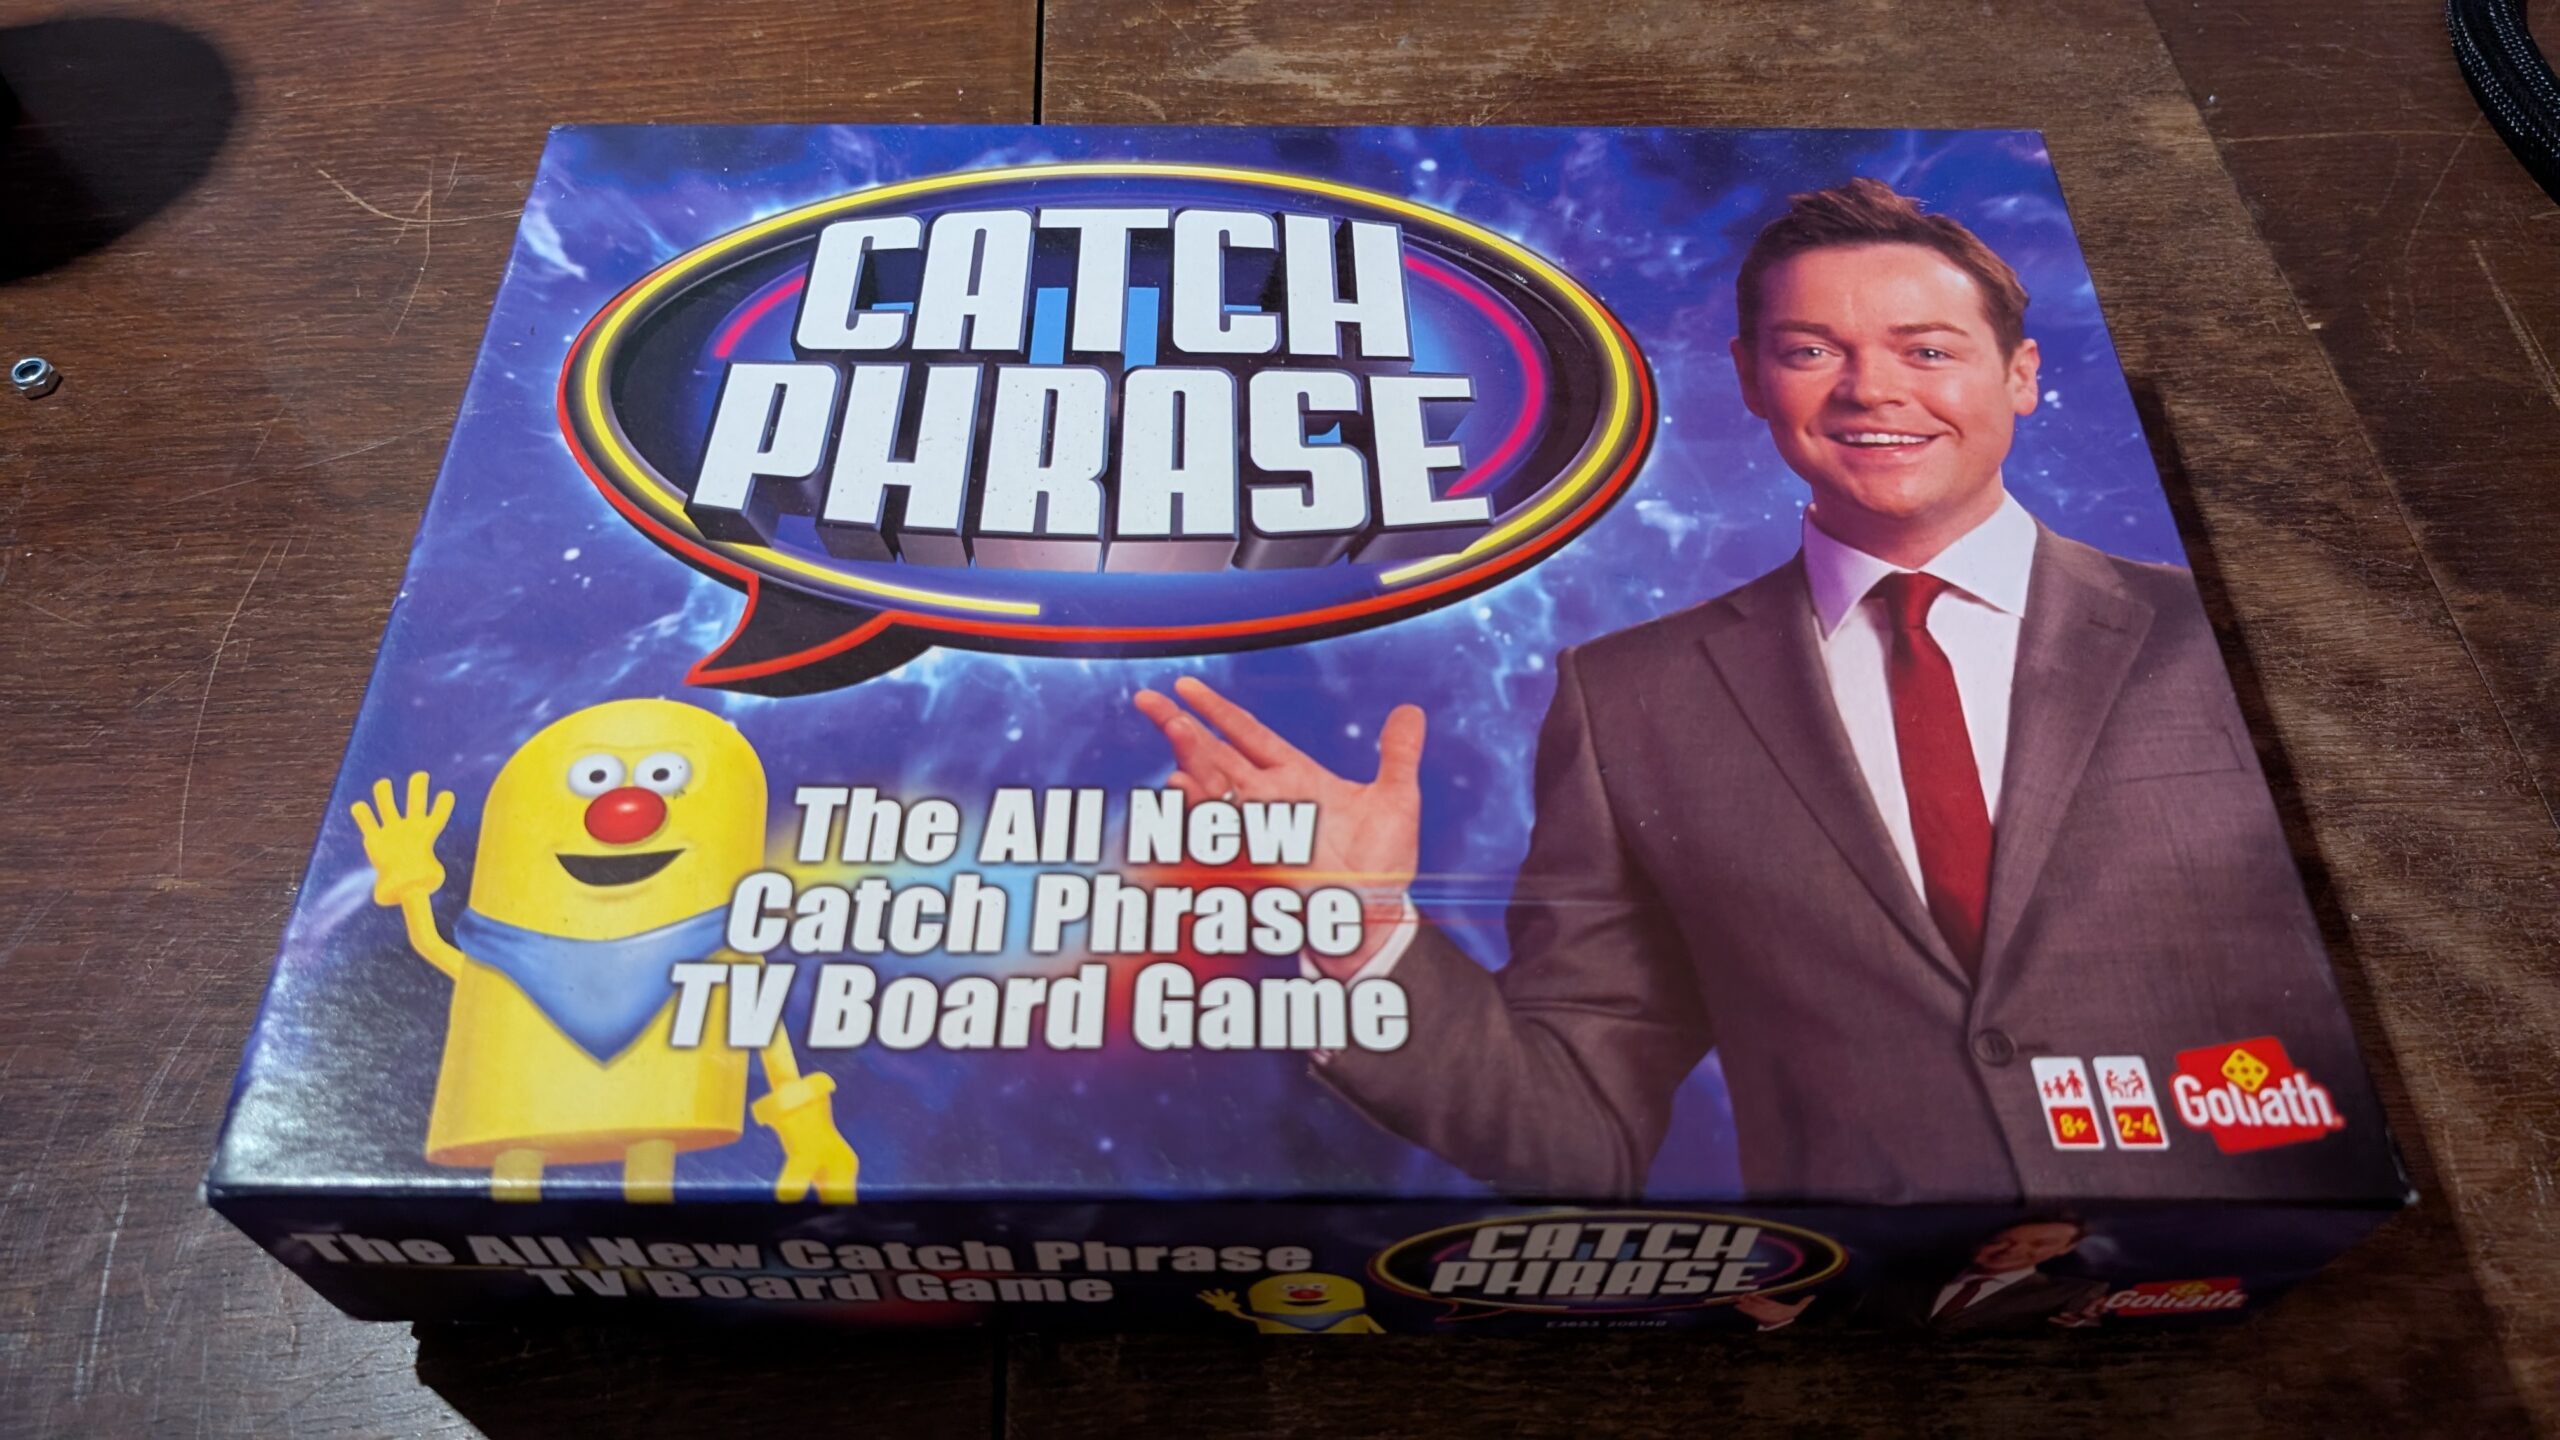 CATCH
PHRASE
The All New
Catch Phrase
TV Board Game
8+
2-4
Goliath
The All New Catch Phrase
TV Board Game
CATCH
PHRASE
Goliath